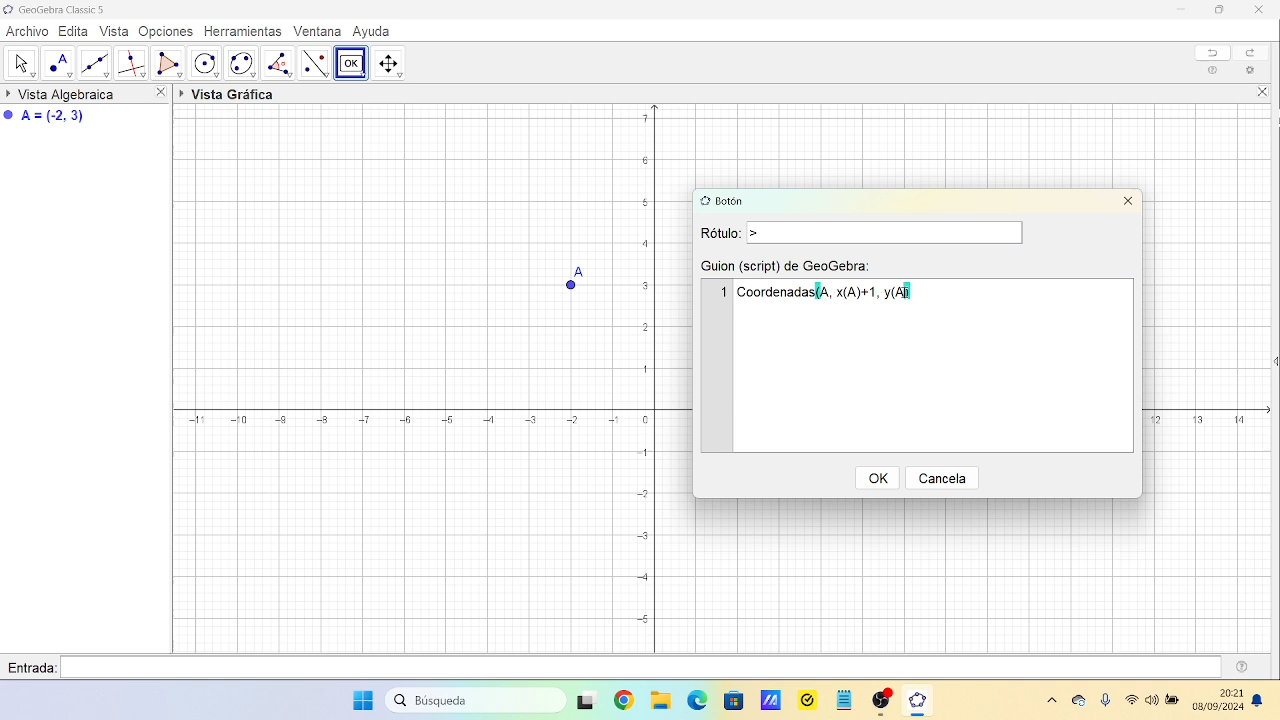 GeoGebra Classic 5
Archivo Edita Vista Opciones Herramientas Ventana Ayuda
A
OK
Vista Algebraica
Vista Gráfica
A = (-2, 3)
7
6
5
4
3
2
1
A
–11 –10 –9 –8 –7 –6 –5 –4 –3 –2 –1 0 12 13 14
–1
–2
–3
–4
–5
Botón
Rótulo: >
Guion (script) de GeoGebra:
1 Coordenadas(A, x(A)+1, y(A))
OK Cancela
Entrada:
Búsqueda
20:21
08/09/2024